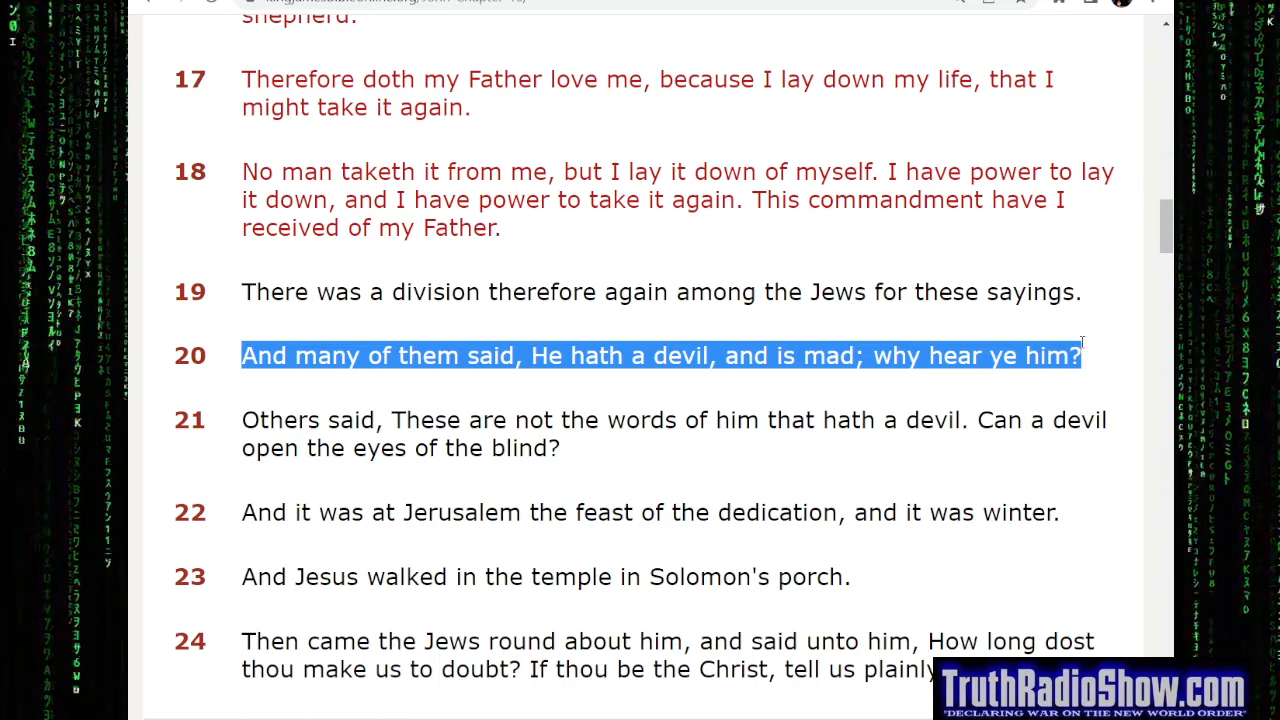 shepherd.
17 Therefore doth my Father love me, because I lay down my life, that I
might take it again.
18 No man taketh it from me, but I lay it down of myself. I have power to lay
it down, and I have power to take it again. This commandment have I
received of my Father.
19 There was a division therefore again among the Jews for these sayings.
20 And many of them said, He hath a devil, and is mad; why hear ye him?
21 Others said, These are not the words of him that hath a devil. Can a devil
open the eyes of the blind?
22 And it was at Jerusalem the feast of the dedication, and it was winter.
23 And Jesus walked in the temple in Solomon's porch.
24 Then came the Jews round about him, and said unto him, How long dost
thou make us to doubt? If thou be the Christ, tell us plainly
TruthRadioShow.com
"DECLARING WAR ON THE NEW WORLD ORDER"